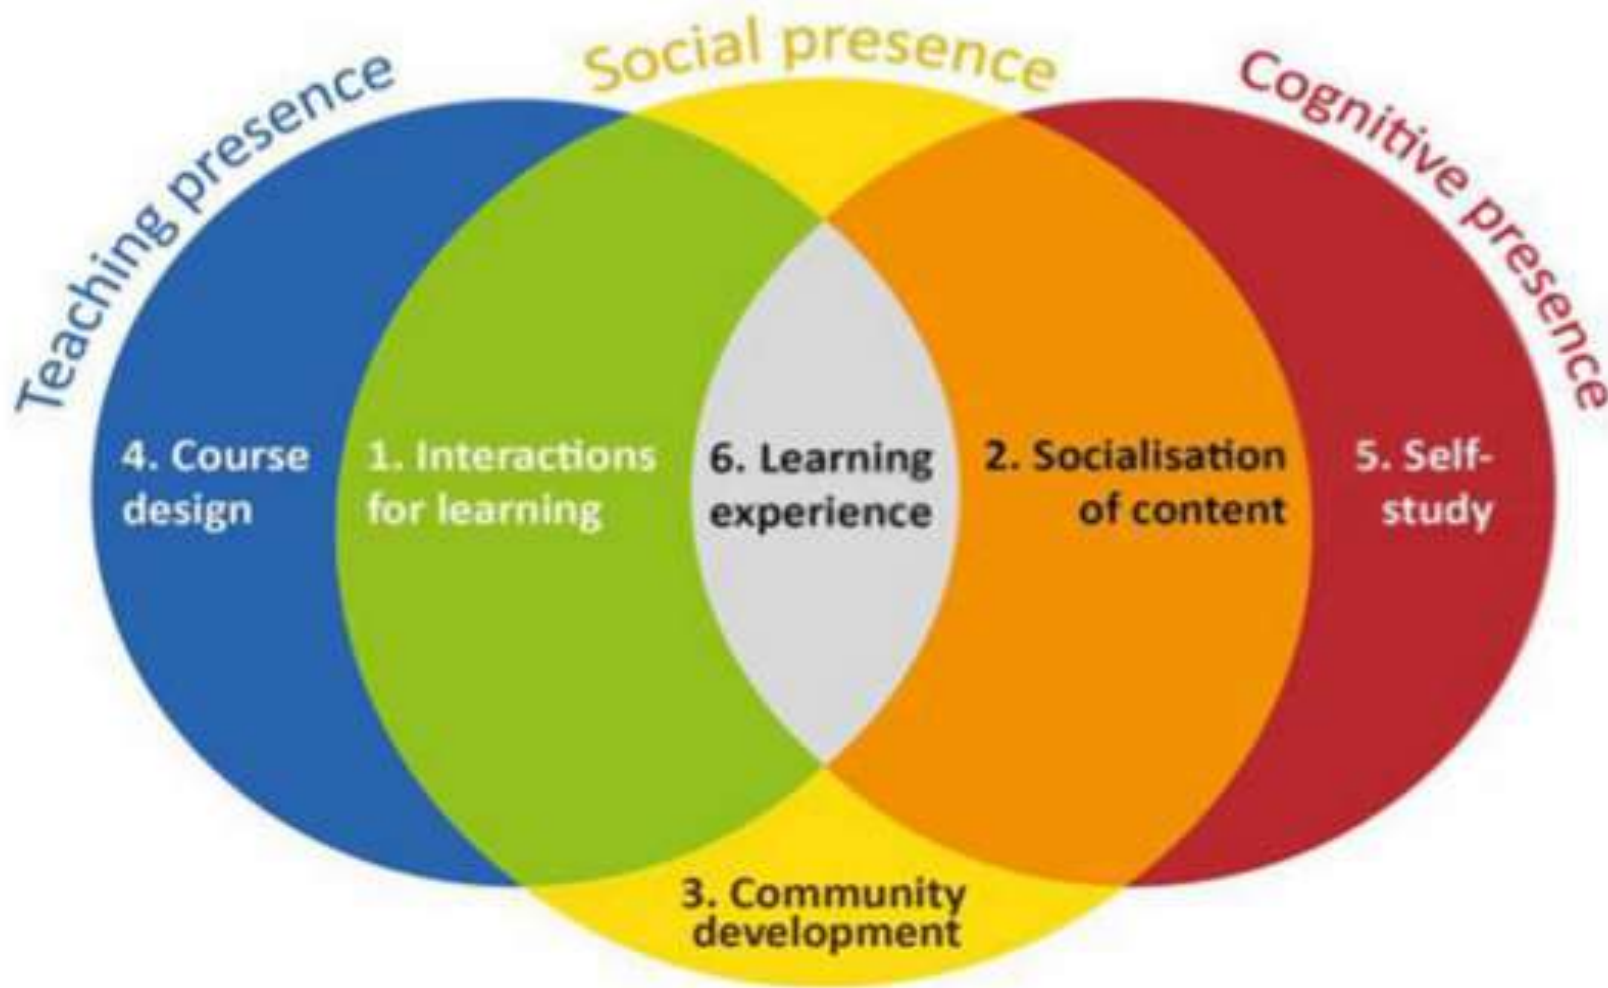 Teaching presence
Social presence
Cognitive presence
4. Course
design
1. Interactions
for learning
6. Learning
experience
2. Socialisation
of content
5. Self-
study
3. Community
development